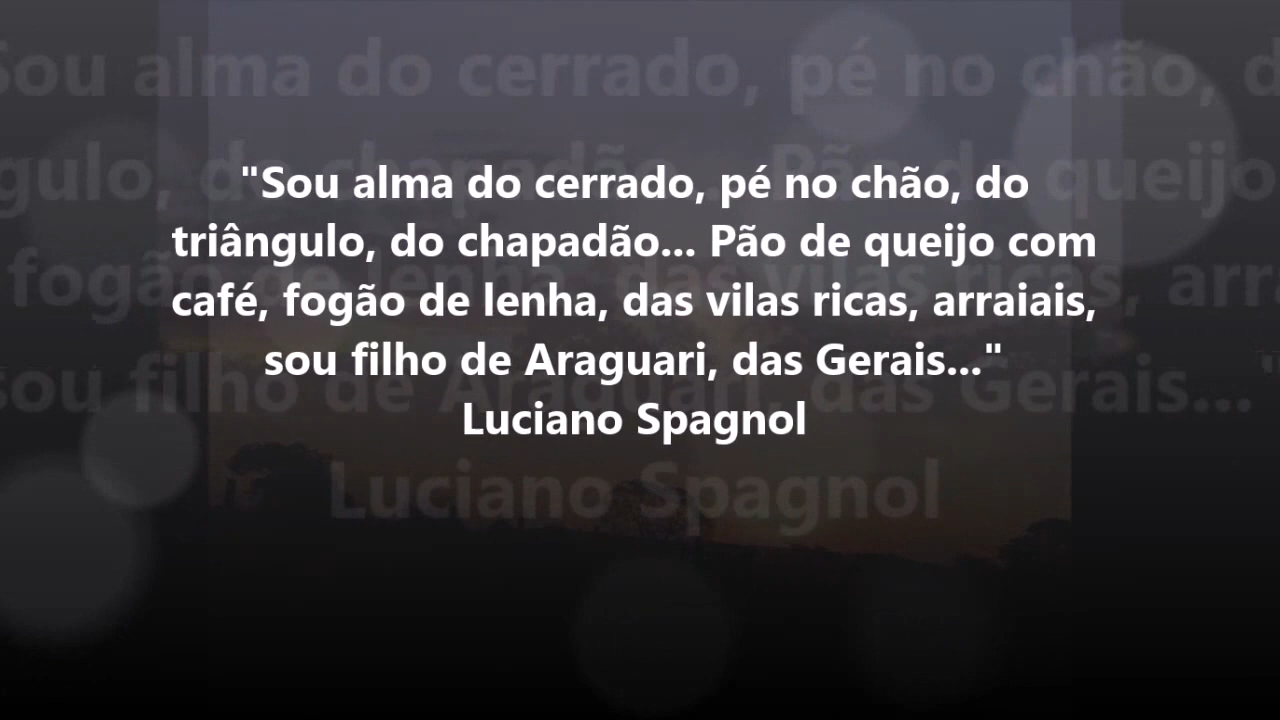 "Sou alma do cerrado, pé no chão, do
triângulo, do chapadão... Pão de queijo com
café, fogão de lenha, das vilas ricas, arraiais,
sou filho de Araguari, das Gerais..."
Luciano Spagnol